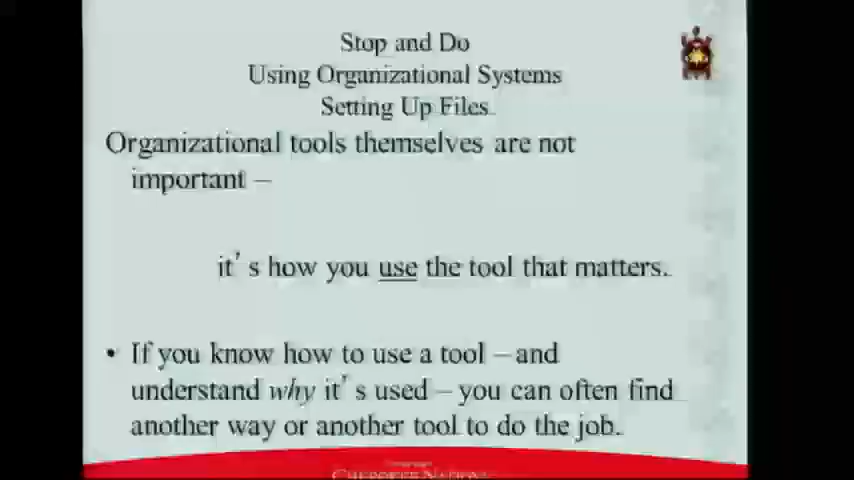 Stop and Do
Using Organizational Systems
Setting Up Files
Organizational tools themselves are not
important –
it's how you use the tool that matters.
• If you know how to use a tool – and
understand why it's used – you can often find
another way or another tool to do the job.
CHEROKEE NATION